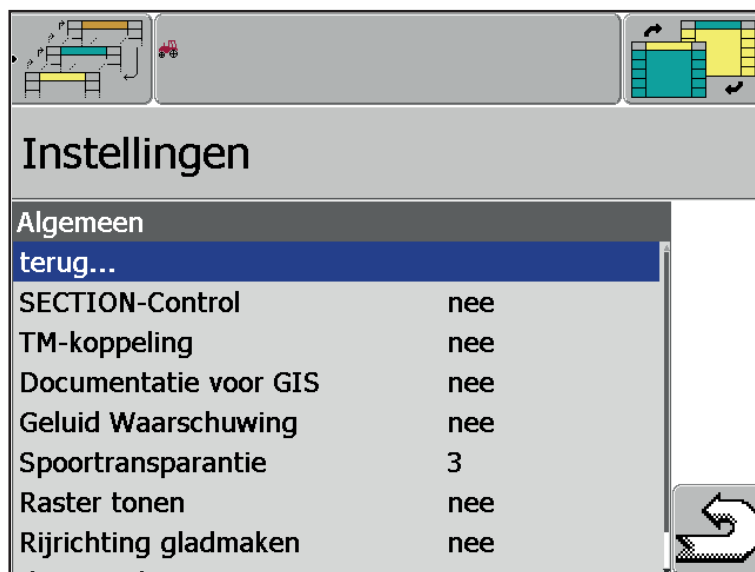 Instellingen
Algemeen
terug...
SECTION-Control nee
TM-koppeling nee
Documentatie voor GIS nee
Geluid Waarschuwing nee
Spoortransparantie 3
Raster tonen nee
Rijrichting gladmaken nee